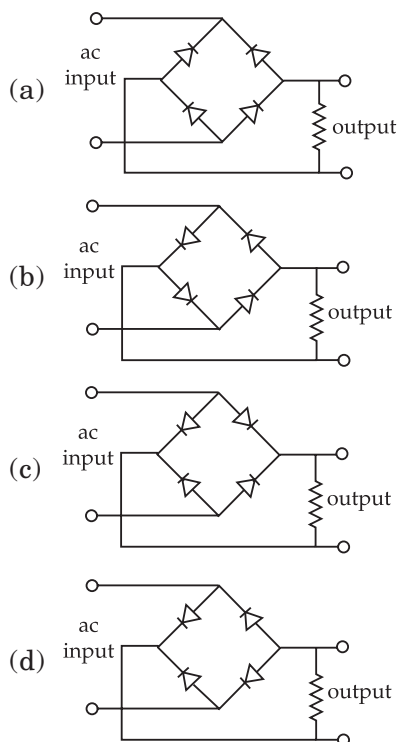 ac
(a) input
output
ac
(b) input
output
ac
(c) input
output
ac
(d) input
output